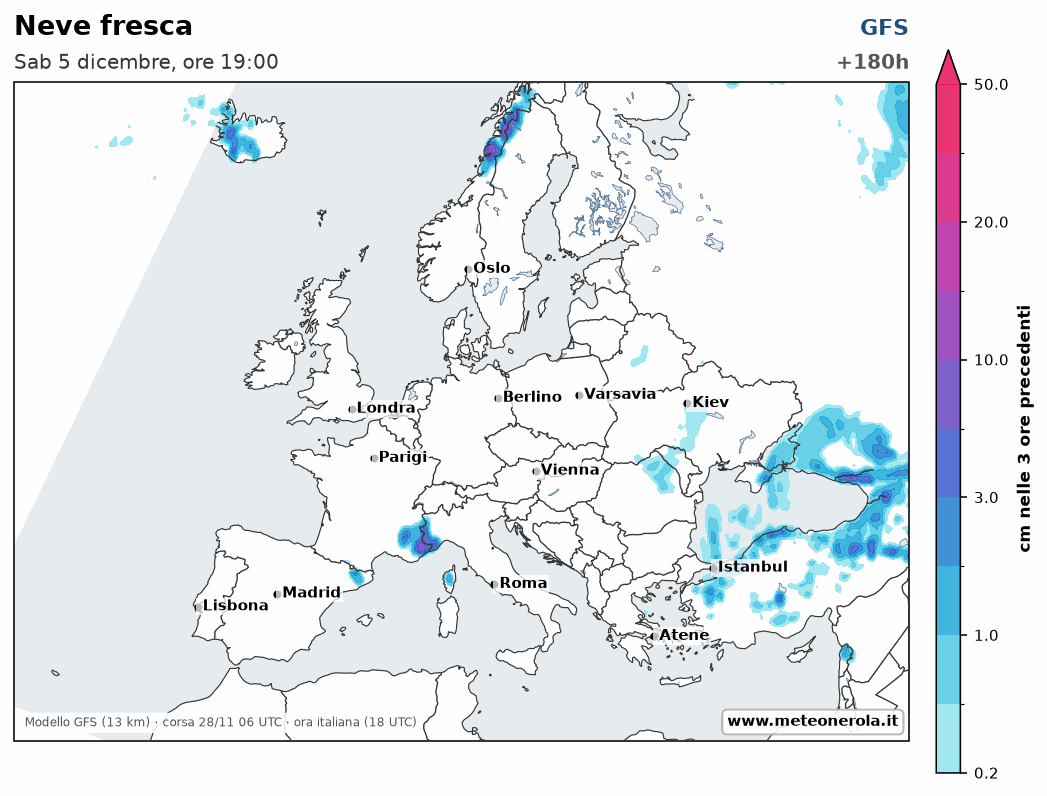 Neve fresca
GFS
Sab 5 dicembre, ore 19:00
+180h
50.0
20.0
10.0
3.0
1.0
0.2
cm nelle 3 ore precedenti
Oslo
Berlino
Varsavia
Kiev
Londra
Parigi
Vienna
Istanbul
Roma
Madrid
Lisbona
Atene
Modello GFS (13 km) · corsa 28/11 06 UTC · ora italiana (18 UTC)
www.meteonerola.it